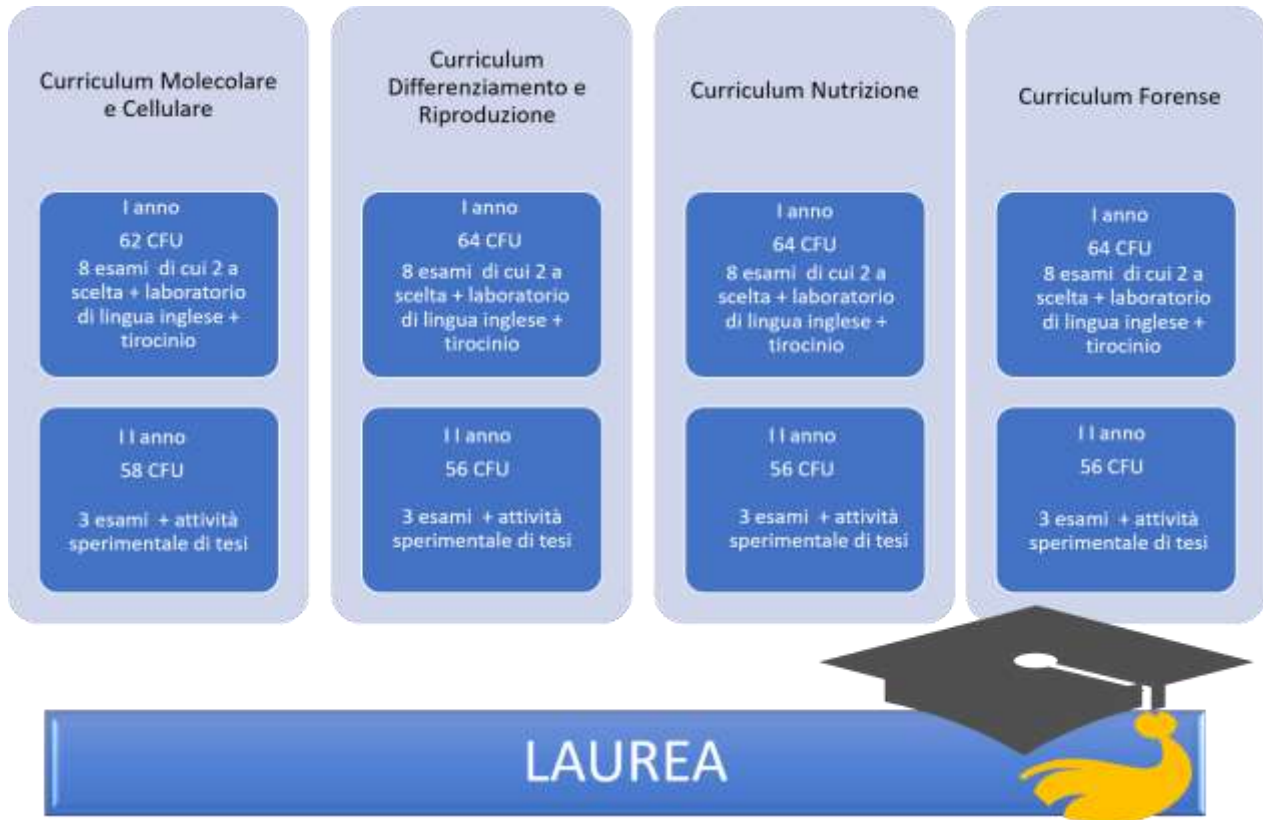 Curriculum Molecolare
e Cellulare
I anno
62 CFU
8 esami di cui 2 a
scelta + laboratorio
di lingua inglese +
tirocinio
I I anno
58 CFU
3 esami + attività
sperimentale di tesi
Curriculum
Differenziamento e
Riproduzione
I anno
64 CFU
8 esami di cui 2 a
scelta + laboratorio
di lingua inglese +
tirocinio
I I anno
56 CFU
3 esami + attività
sperimentale di tesi
Curriculum Nutrizione
I anno
64 CFU
8 esami di cui 2 a
scelta + laboratorio
di lingua inglese +
tirocinio
I I anno
56 CFU
3 esami + attività
sperimentale di tesi
Curriculum Forense
I anno
64 CFU
8 esami di cui 2 a
scelta + laboratorio
di lingua inglese +
tirocinio
I I anno
56 CFU
3 esami + attività
sperimentale di tesi
LAUREA